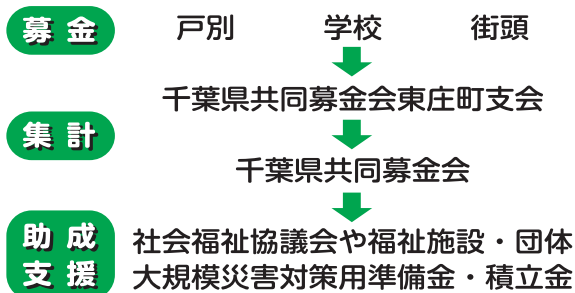 募金 戸別 学校 街頭
千葉県共同募金会東庄町支会
集計
千葉県共同募金会
助成
支援
社会福祉協議会や福祉施設・団体
大規模災害対策用準備金・積立金